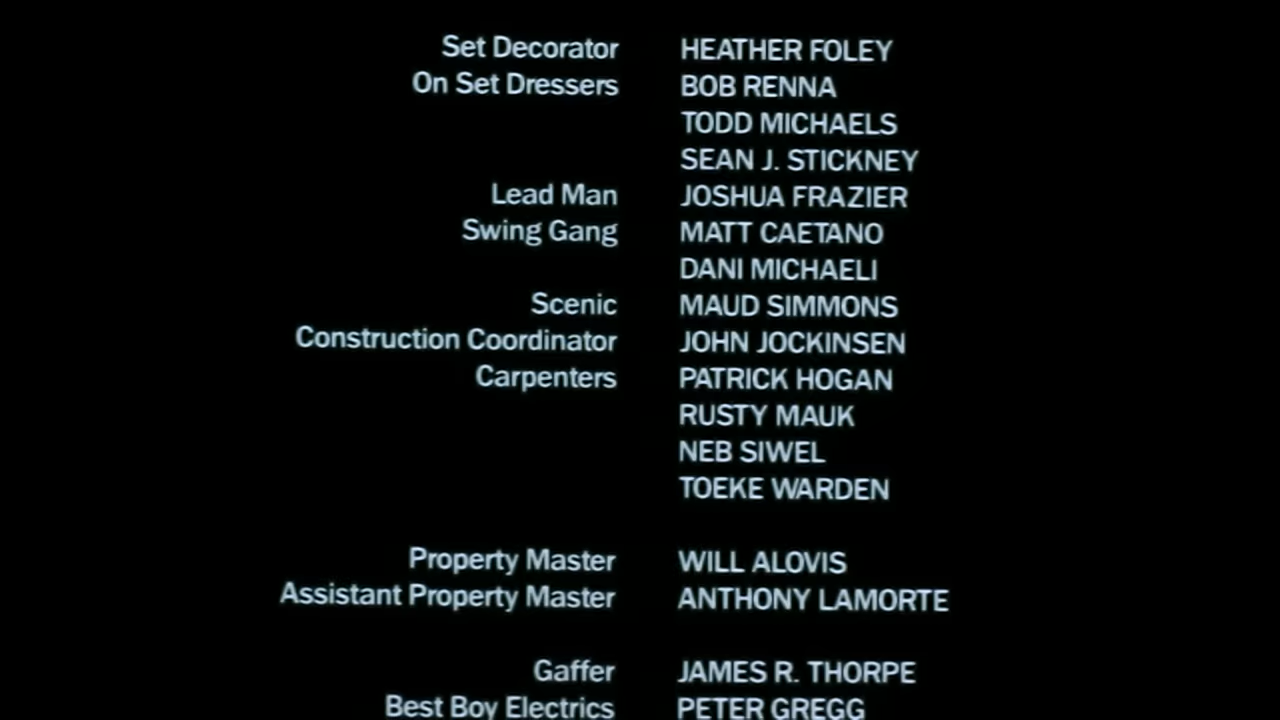 Set Decorator HEATHER FOLEY
On Set Dressers BOB RENNA
TODD MICHAELS
SEAN J. STICKNEY
Lead Man JOSHUA FRAZIER
Swing Gang MATT CAETANO
DANI MICHAELI
Scenic MAUD SIMMONS
Construction Coordinator JOHN JOCKINSEN
Carpenters PATRICK HOGAN
RUSTY MAUK
NEB SIWEL
TOEKE WARDEN
Property Master WILL ALOVIS
Assistant Property Master ANTHONY LAMORTE
Gaffer JAMES R. THORPE
Best Boy Electrics PETER GREGG